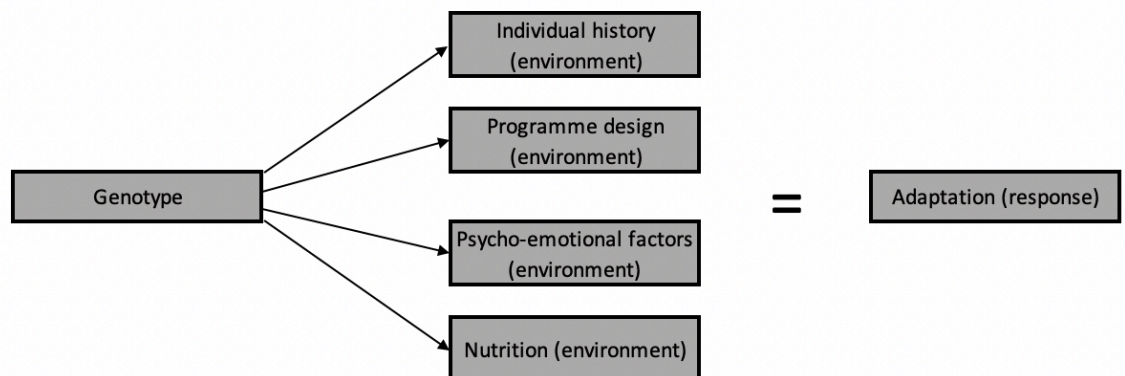 Individual history
(environment)
Programme design
(environment)
Genotype
=
Adaptation (response)
Psycho-emotional factors
(environment)
Nutrition (environment)